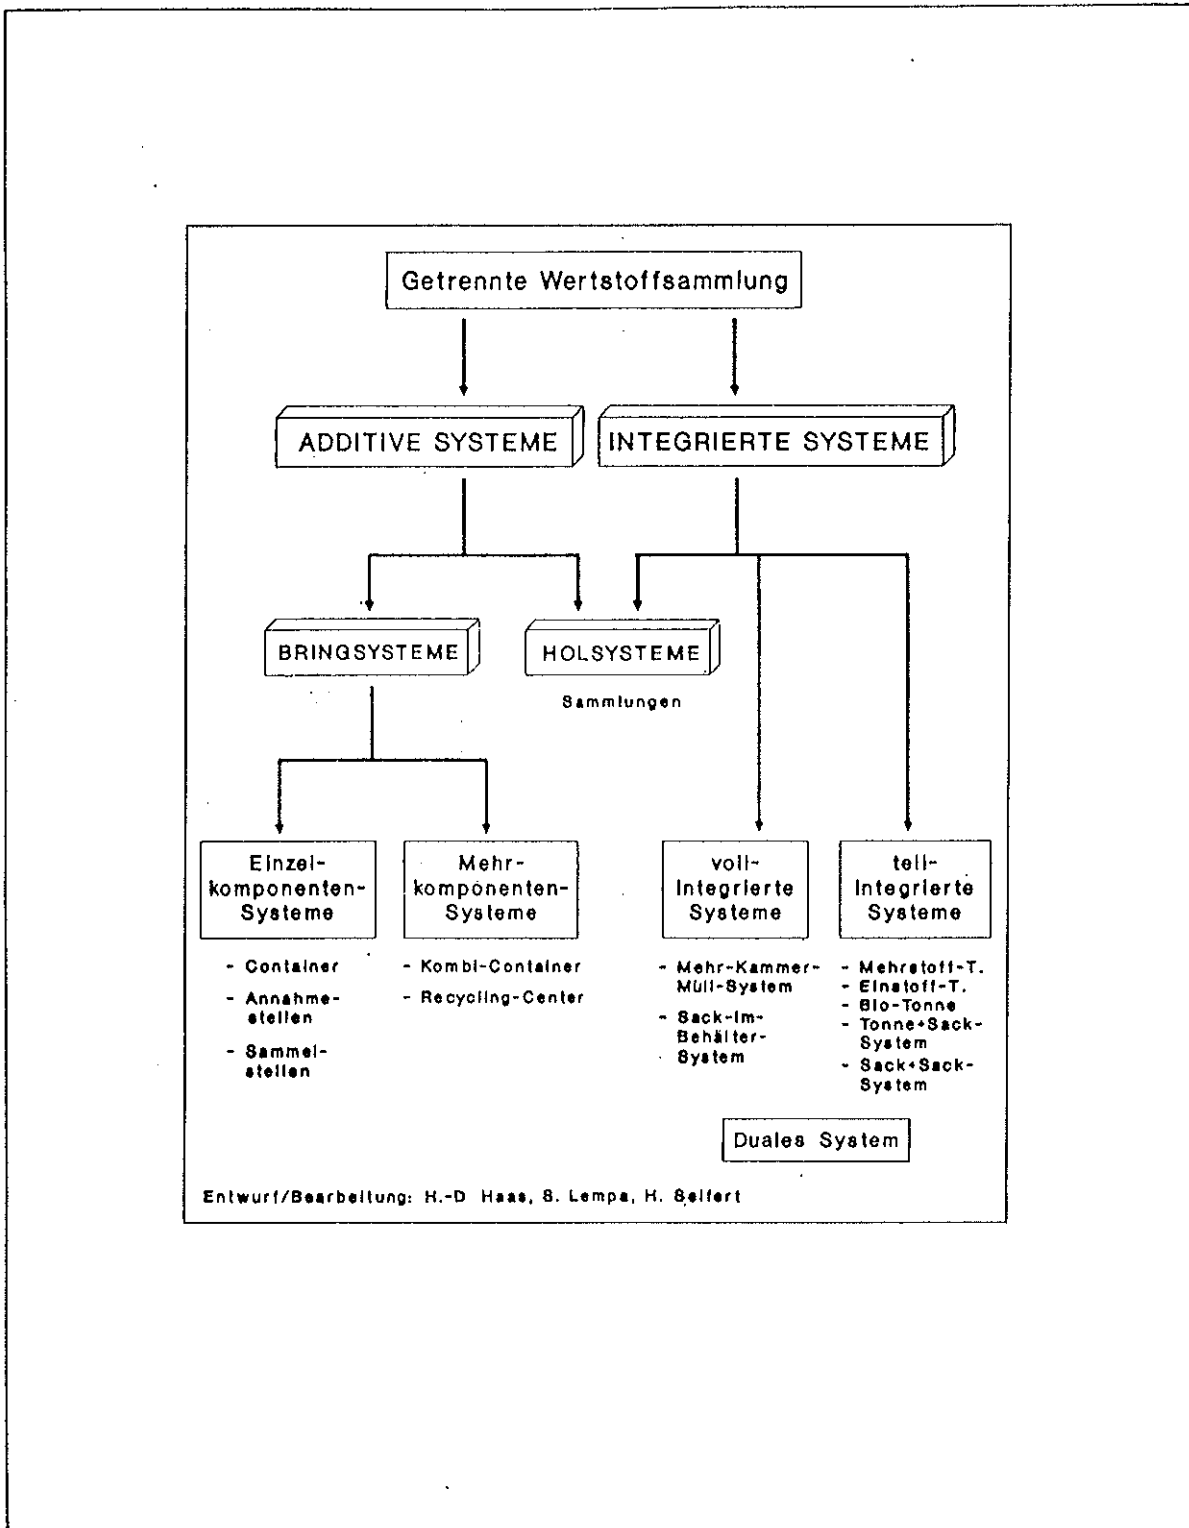 Getrennte Wertstoffsammlung
ADDITIVE SYSTEME
INTEGRIERTE SYSTEME
BRINGSYSTEME
HOLSYSTEME
Sammlungen
Einzel-
komponenten-
Systeme
- Container
- Annahme-
stellen
- Sammel-
stellen
Mehr-
komponenten-
Systeme
- Kombi-Container
- Recycling-Center
voll-
integrierte
Systeme
- Mehr-Kammer-
Müll-System
- Sack-im-
Behälter-
System
teil-
integrierte
Systeme
- Mehrstoff-T.
- Einstoff-T.
- Bio-Tonne
- Tonne+Sack-
System
- Sack+Sack-
System
Duales System
Entwurf/Bearbeitung: H.-D Haas, S. Lempa, H. Seifert